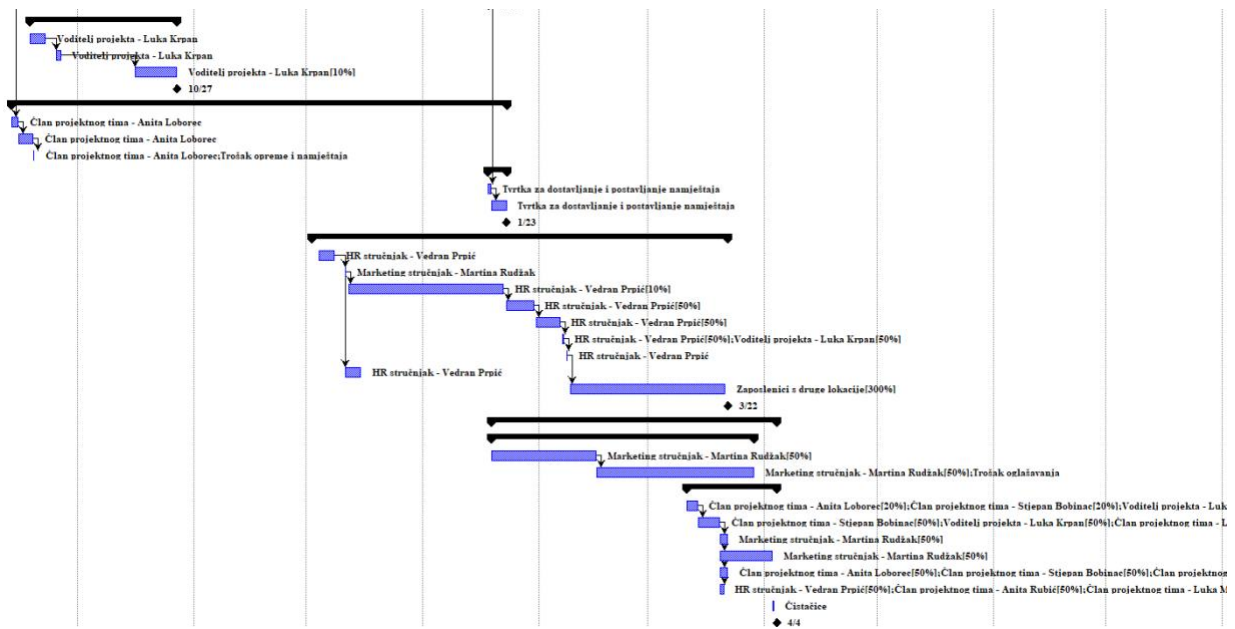 Voditelj projekta - Luka Krpan
Voditelj projekta - Luka Krpan
Voditelj projekta - Luka Krpan[10%]
10/27
Član projektnog tima - Anita Loborec
Član projektnog tima - Anita Loborec
Član projektnog tima - Anita Loborec;Trošak opreme i namještaja
Tvrtka za dostavljanje i postavljanje namještaja
Tvrtka za dostavljanje i postavljanje namještaja
1/23
HR stručnjak - Vedran Prpić
Marketing stručnjak - Martina Rudžak
HR stručnjak - Vedran Prpić[10%]
HR stručnjak - Vedran Prpić[50%]
HR stručnjak - Vedran Prpić[50%]
HR stručnjak - Vedran Prpić[50%];Voditelj projekta - Luka Krpan[50%]
HR stručnjak - Vedran Prpić
HR stručnjak - Vedran Prpić
Zaposlenici s druge lokacije[300%]
3/22
Marketing stručnjak - Martina Rudžak[50%]
Marketing stručnjak - Martina Rudžak[50%];Trošak oglašavanja
Član projektnog tima - Anita Loborec[20%];Član projektnog tima - Stjepan Bobinac[20%];Voditelj projekta - Luk
Član projektnog tima - Stjepan Bobinac[50%];Voditelj projekta - Luka Krpan[50%];Član projektnog tima - L
Marketing stručnjak - Martina Rudžak[50%]
Marketing stručnjak - Martina Rudžak[50%]
Član projektnog tima - Anita Loborec[50%];Član projektnog tima - Stjepan Bobinac[50%];Član projektnog
HR stručnjak - Vedran Prpić[50%];Član projektnog tima - Anita Rubić[50%];Član projektnog tima - Luka M
Čistačice
4/4